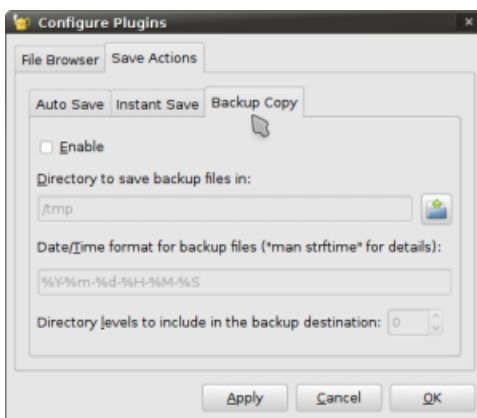 Configure Plugins
File Browser Save Actions
Auto Save Instant Save Backup Copy
Enable
Directory to save backup files in:
/tmp
Date/Time format for backup files ("man strftime" for details):
%Y-%m-%d-%H-%M-%S
Directory levels to include in the backup destination: 0
Apply Cancel OK